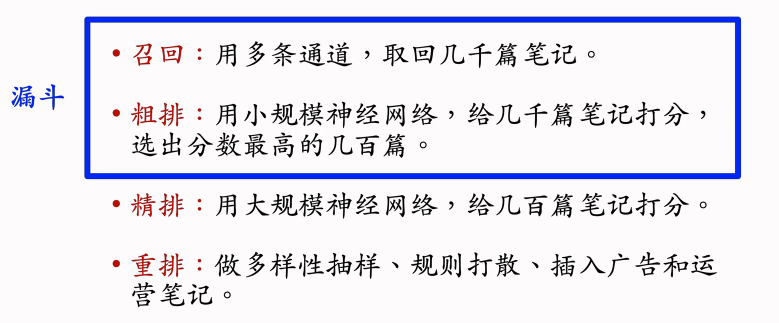 漏斗
• 召回：用多条通道，取回几千篇笔记。
• 粗排：用小规模神经网络，给几千篇笔记打分，
选出分数最高的几百篇。
• 精排：用大规模神经网络，给几百篇笔记打分。
• 重排：做多样性抽样、规则打散、插入广告和运
营笔记。